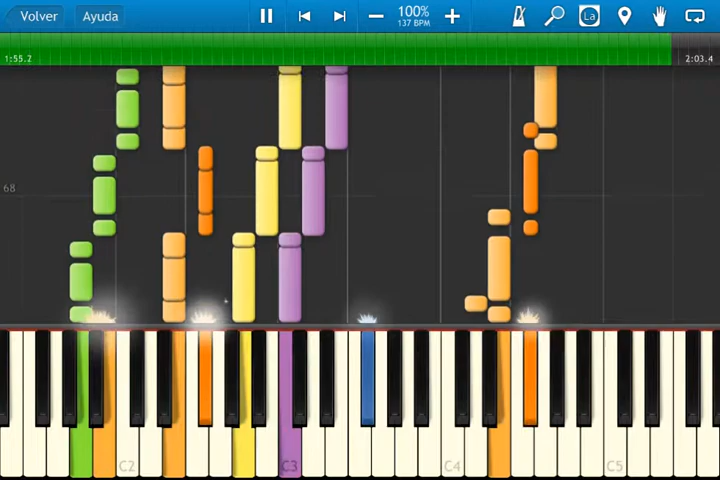 Volver
Ayuda
100%
137 BPM
La
1:55.2
2:03.4
68
C2
C3
C4
C5